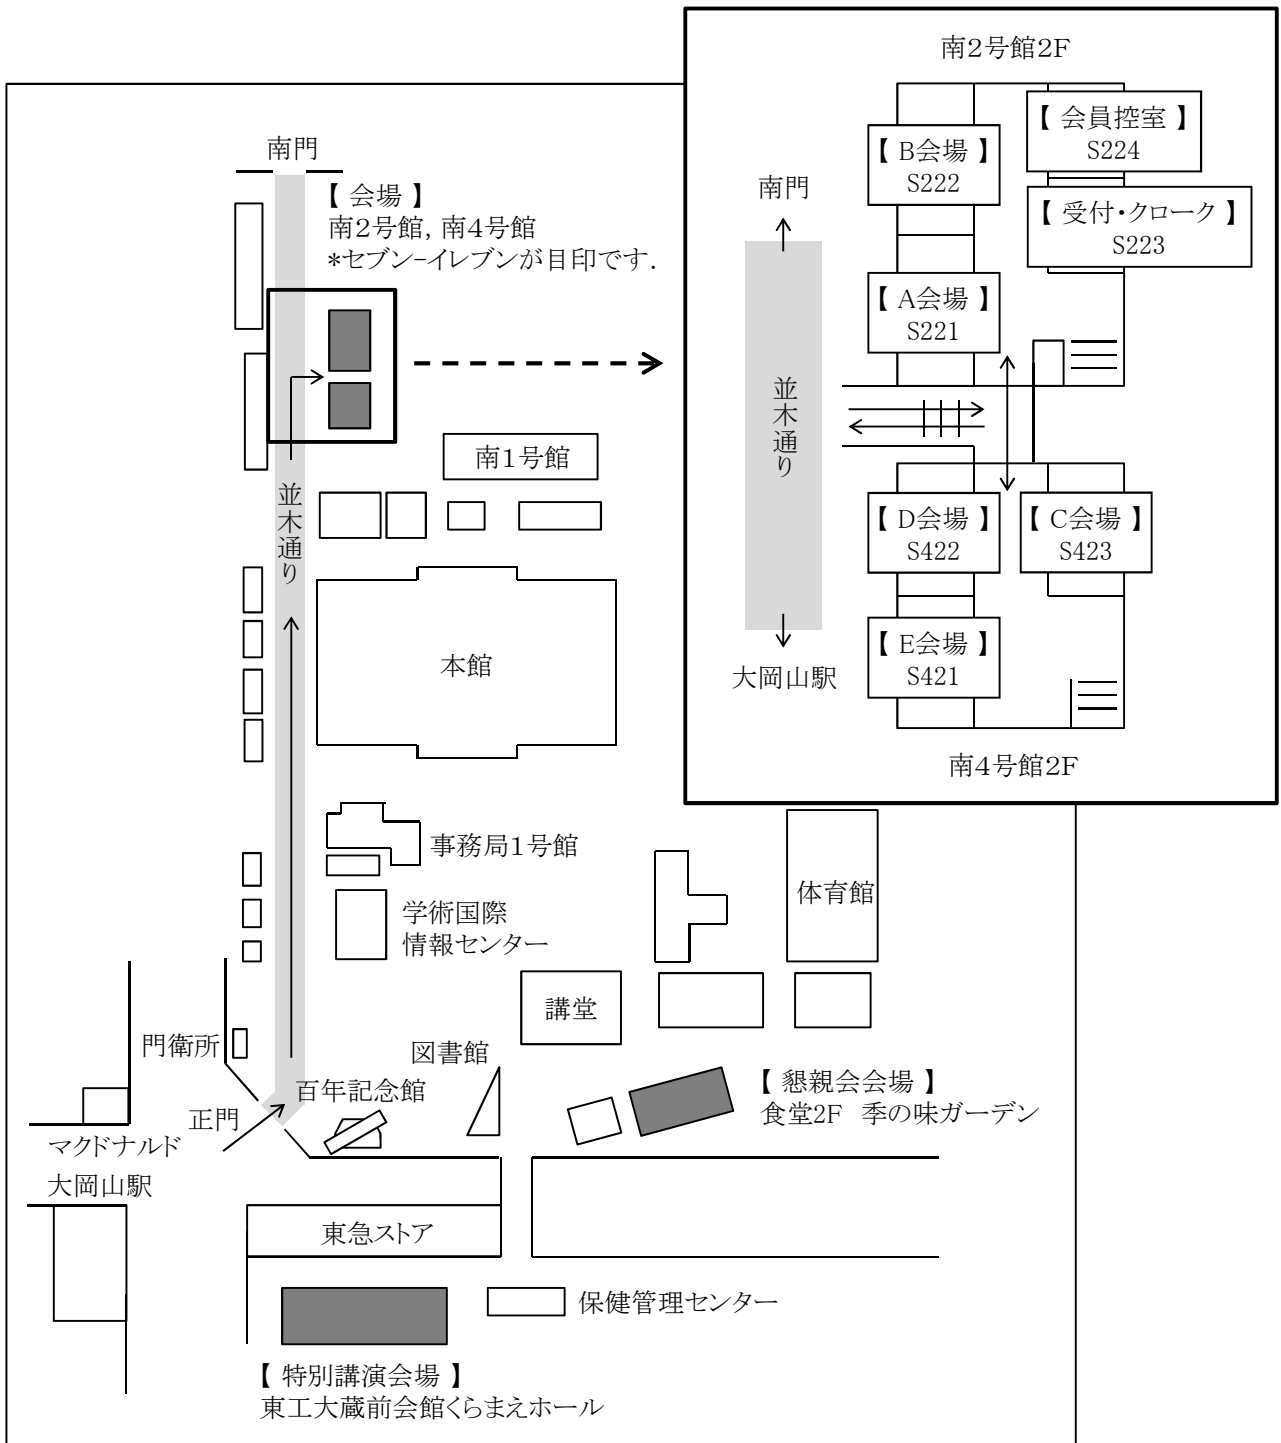 南門
【 会場 】
南2号館, 南4号館
*セブン-イレブンが目印です.
南1号館
並木通り
本館
事務局1号館
学術国際
情報センター
体育館
講堂
門衛所
図書館
百年記念館
正門
【 懇親会会場 】
食堂2F 季の味ガーデン
マクドナルド
大岡山駅
東急ストア
保健管理センター
【 特別講演会場 】
東工大蔵前会館くらまえホール
南2号館2F
【 会員控室 】
S224
【 B会場 】
S222
【 受付・クローク 】
S223
南門
【 A会場 】
S221
並木通り
【 D会場 】
S422
【 C会場 】
S423
【 E会場 】
S421
大岡山駅
南4号館2F